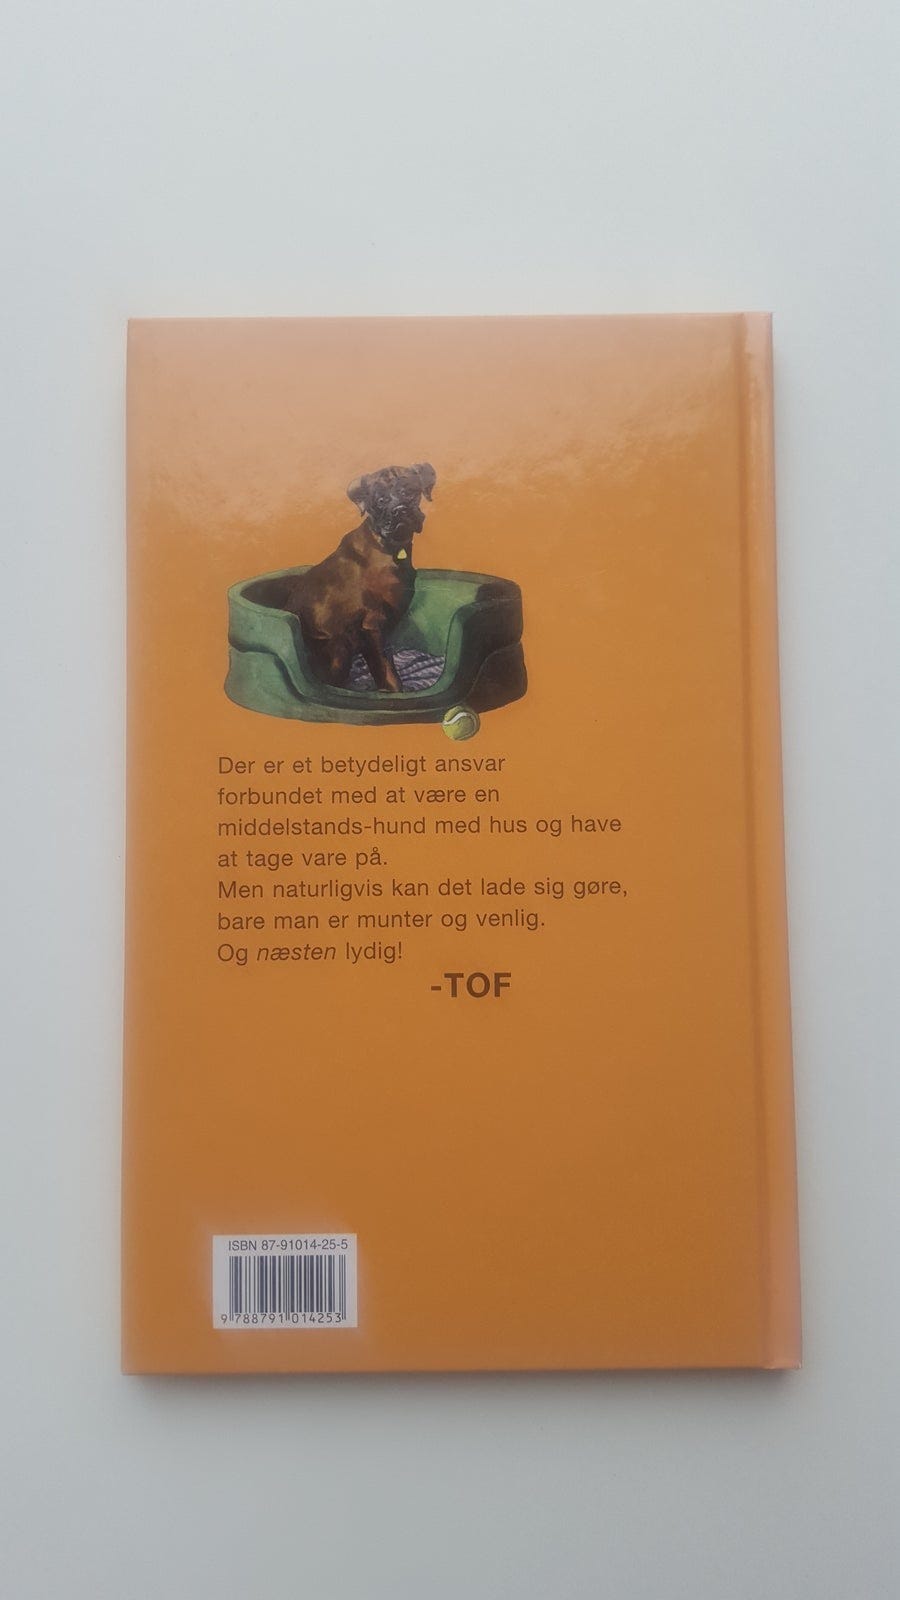 Der er et betydeligt ansvar
forbundet med at være en
middelstands-hund med hus og have
at tage vare på.
Men naturligvis kan det lade sig gøre,
bare man er munter og venlig.
Og næsten lydig!
-TOF
ISBN 87-91014-25-5
9 788791 014253